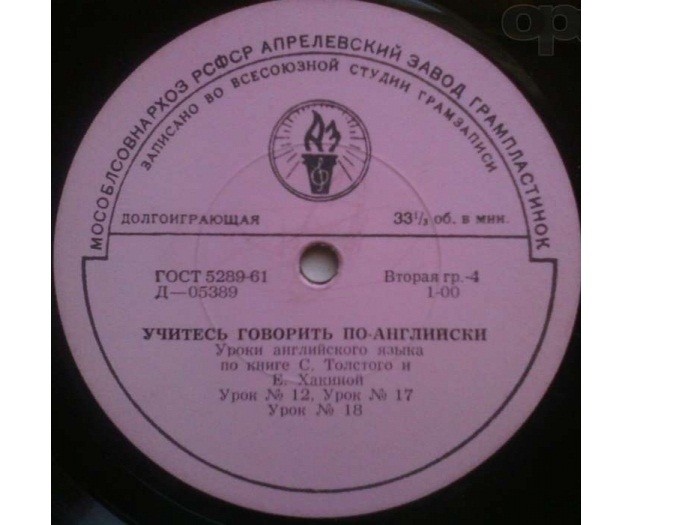 МОСОБЛСОВНАРХОЗ РСФСР АПРЕЛЕВСКИЙ ЗАВОД ГРАМПЛАСТИНОК
ЗАПИСАНО ВО ВСЕСОЮЗНОЙ СТУДИИ ГРАМЗАПИСИ
АЗ
ДОЛГОИГРАЮЩАЯ 33⅓ об. в мин.
ГОСТ 5289-61 Вторая гр.-4
Д—05389 1-00
УЧИТЕСЬ ГОВОРИТЬ ПО-АНГЛИЙСКИ
Уроки английского языка
по книге С. Толстого и
Е. Хакиной
Урок № 12, Урок № 17
Урок № 18